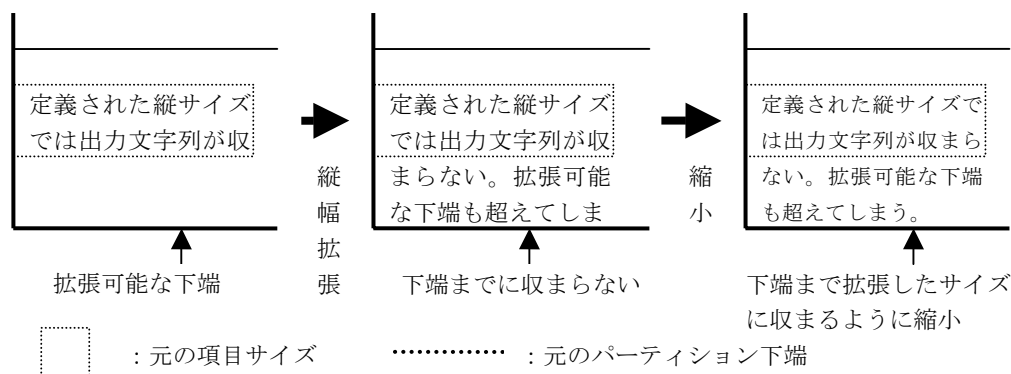 定義された縦サイズ
では出力文字列が収
拡張可能な下端
縦幅拡張
定義された縦サイズ
では出力文字列が収
まらない。拡張可能
な下端も超えてしま
下端までに収まらない
縮小
定義された縦サイズで
は出力文字列が収まら
ない。拡張可能な下端
も超えてしまう。
下端まで拡張したサイズ
に収まるように縮小
：元の項目サイズ
：元のパーティション下端